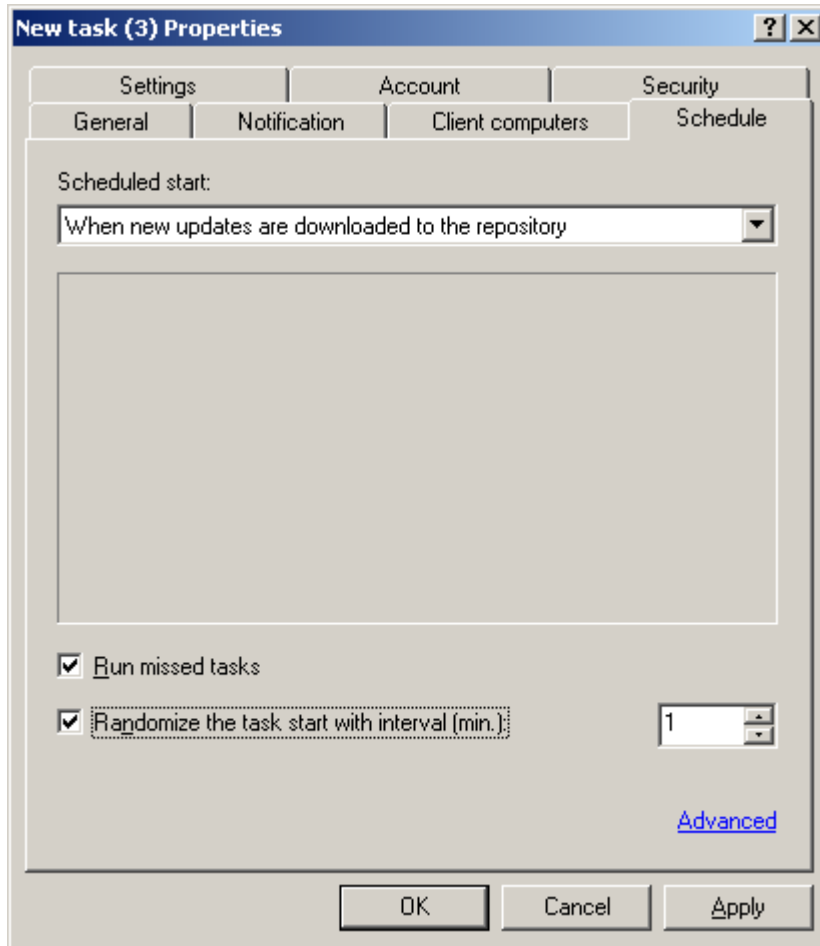 New task (3) Properties
Settings Account Security
General Notification Client computers Schedule
Scheduled start:
When new updates are downloaded to the repository
Run missed tasks
Randomize the task start with interval (min.): 1
Advanced
OK Cancel Apply